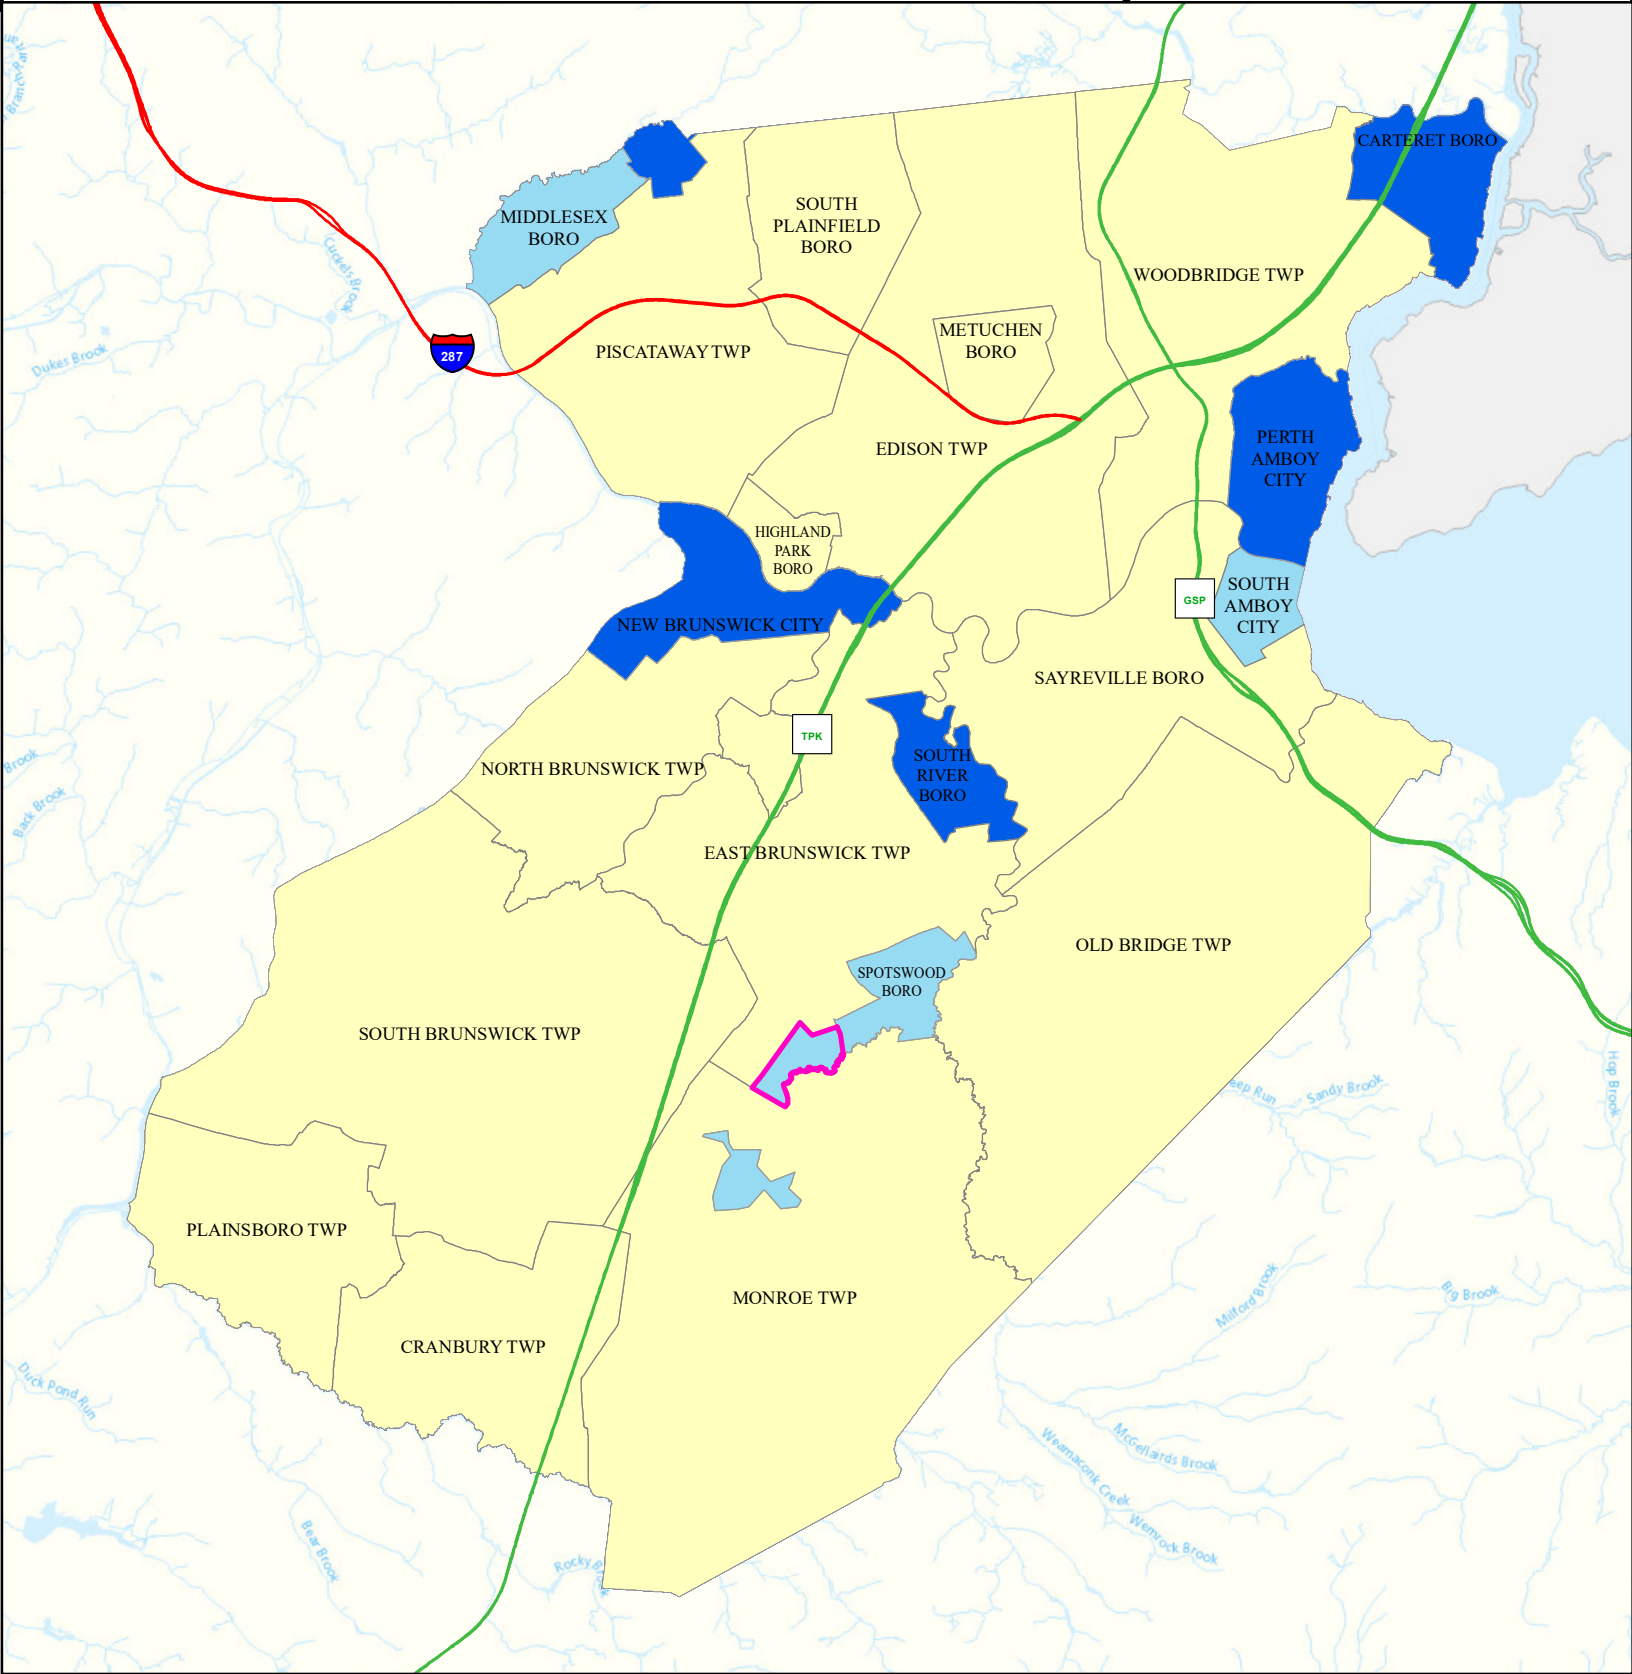 CARTERET BORO
MIDDLESEX
BORO
SOUTH
PLAINFIELD
BORO
WOODBRIDGE TWP
Cuckels Brook
METUCHEN
BORO
287
PISCATAWAY TWP
Dukes Brook
EDISON TWP
PERTH
AMBOY
CITY
HIGHLAND
PARK
BORO
GSP
SOUTH
AMBOY
CITY
NEW BRUNSWICK CITY
SAYREVILLE BORO
TPK
SOUTH
RIVER
BORO
NORTH BRUNSWICK TWP
Brook
Back Brook
EAST BRUNSWICK TWP
OLD BRIDGE TWP
SPOTSWOOD
BORO
SOUTH BRUNSWICK TWP
eep Run
Sandy Brook
Hop Brook
PLAINSBORO TWP
MONROE TWP
Milford Brook
Big Brook
CRANBURY TWP
Duck Pond Run
McGellairds Brook
Weamaconk Creek
Wemrock Brook
Bear Brook
Rocky Brook